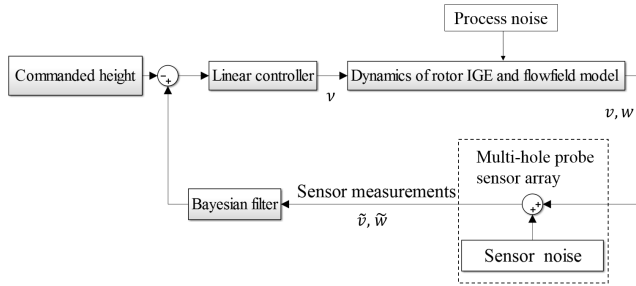 Process noise
Commanded height
-
+
Linear controller
ν
Dynamics of rotor IGE and flowfield model
v, w
Multi-hole probe
sensor array
Sensor measurements
ṽ, w̃
Bayesian filter
+
+
Sensor noise